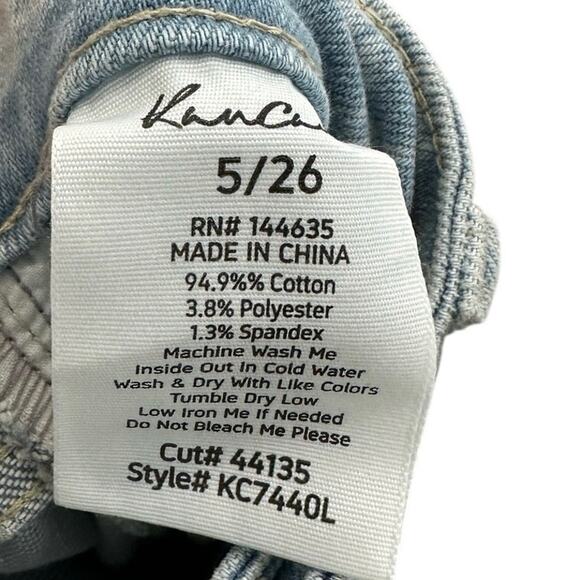 KanCan
5/26
RN# 144635
MADE IN CHINA
94.9%% Cotton
3.8% Polyester
1.3% Spandex
Machine Wash Me
Inside Out In Cold Water
Wash & Dry With Like Colors
Tumble Dry Low
Low Iron Me If Needed
Do Not Bleach Me Please
Cut# 44135
Style# KC7440L